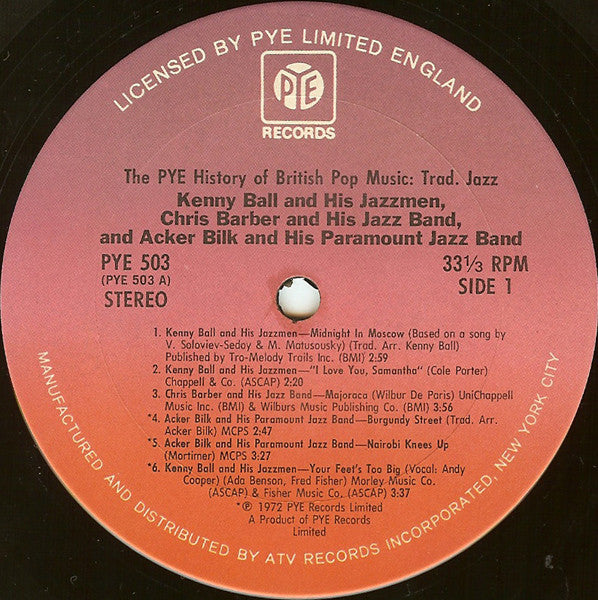 LICENSED BY PYE LIMITED ENGLAND
PYE
RECORDS
The PYE History of British Pop Music: Trad. Jazz
Kenny Ball and His Jazzmen,
Chris Barber and His Jazz Band,
and Acker Bilk and His Paramount Jazz Band
PYE 503
(PYE 503 A)
STEREO
33 1/3 RPM
SIDE 1
1. Kenny Ball and His Jazzmen—Midnight In Moscow (Based on a song by
V. Soloviev-Sedoy & M. Matusousky) (Trad. Arr. Kenny Ball)
Published by Tro-Melody Trails Inc. (BMI) 2:59
2. Kenny Ball and His Jazzmen—"I Love You, Samantha" (Cole Porter)
Chappell & Co. (ASCAP) 2:20
3. Chris Barber and His Jazz Band—Majoraca (Wilbur De Paris) UniChappell
Music Inc. (BMI) & Wilburs Music Publishing Co. (BMI) 3:56
*4. Acker Bilk and His Paramount Jazz Band—Burgundy Street (Trad. Arr.
Acker Bilk) MCPS 2:47
*5. Acker Bilk and His Paramount Jazz Band—Nairobi Knees Up
(Mortimer) MCPS 3:27
*6. Kenny Ball and His Jazzmen—Your Feet's Too Big (Vocal: Andy
Cooper) (Ada Benson, Fred Fisher) Morley Music Co.
(ASCAP) & Fisher Music Co, (ASCAP) 3:37
*℗ 1972 PYE Records Limited
A Product of PYE Records
Limited
MANUFACTURED AND DISTRIBUTED BY ATV RECORDS INCORPORATED, NEW YORK CITY